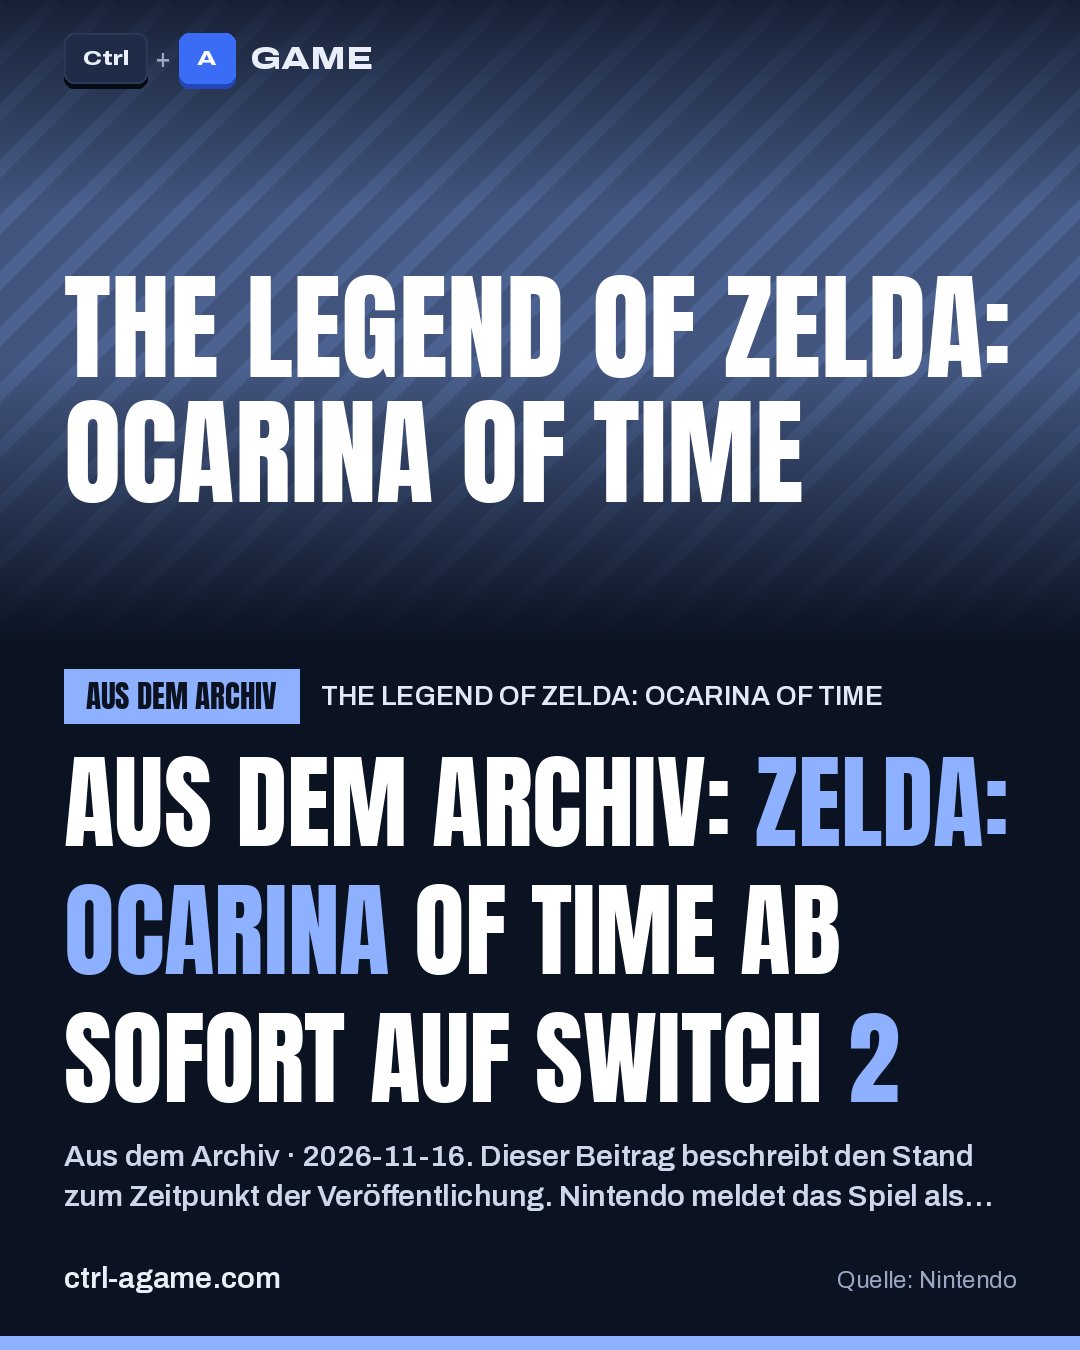 Ctrl + A GAME
THE LEGEND OF ZELDA:
OCARINA OF TIME
AUS DEM ARCHIV THE LEGEND OF ZELDA: OCARINA OF TIME
AUS DEM ARCHIV: ZELDA:
OCARINA OF TIME AB
SOFORT AUF SWITCH 2
Aus dem Archiv · 2026-11-16. Dieser Beitrag beschreibt den Stand
zum Zeitpunkt der Veröffentlichung. Nintendo meldet das Spiel als…
ctrl-agame.com Quelle: Nintendo